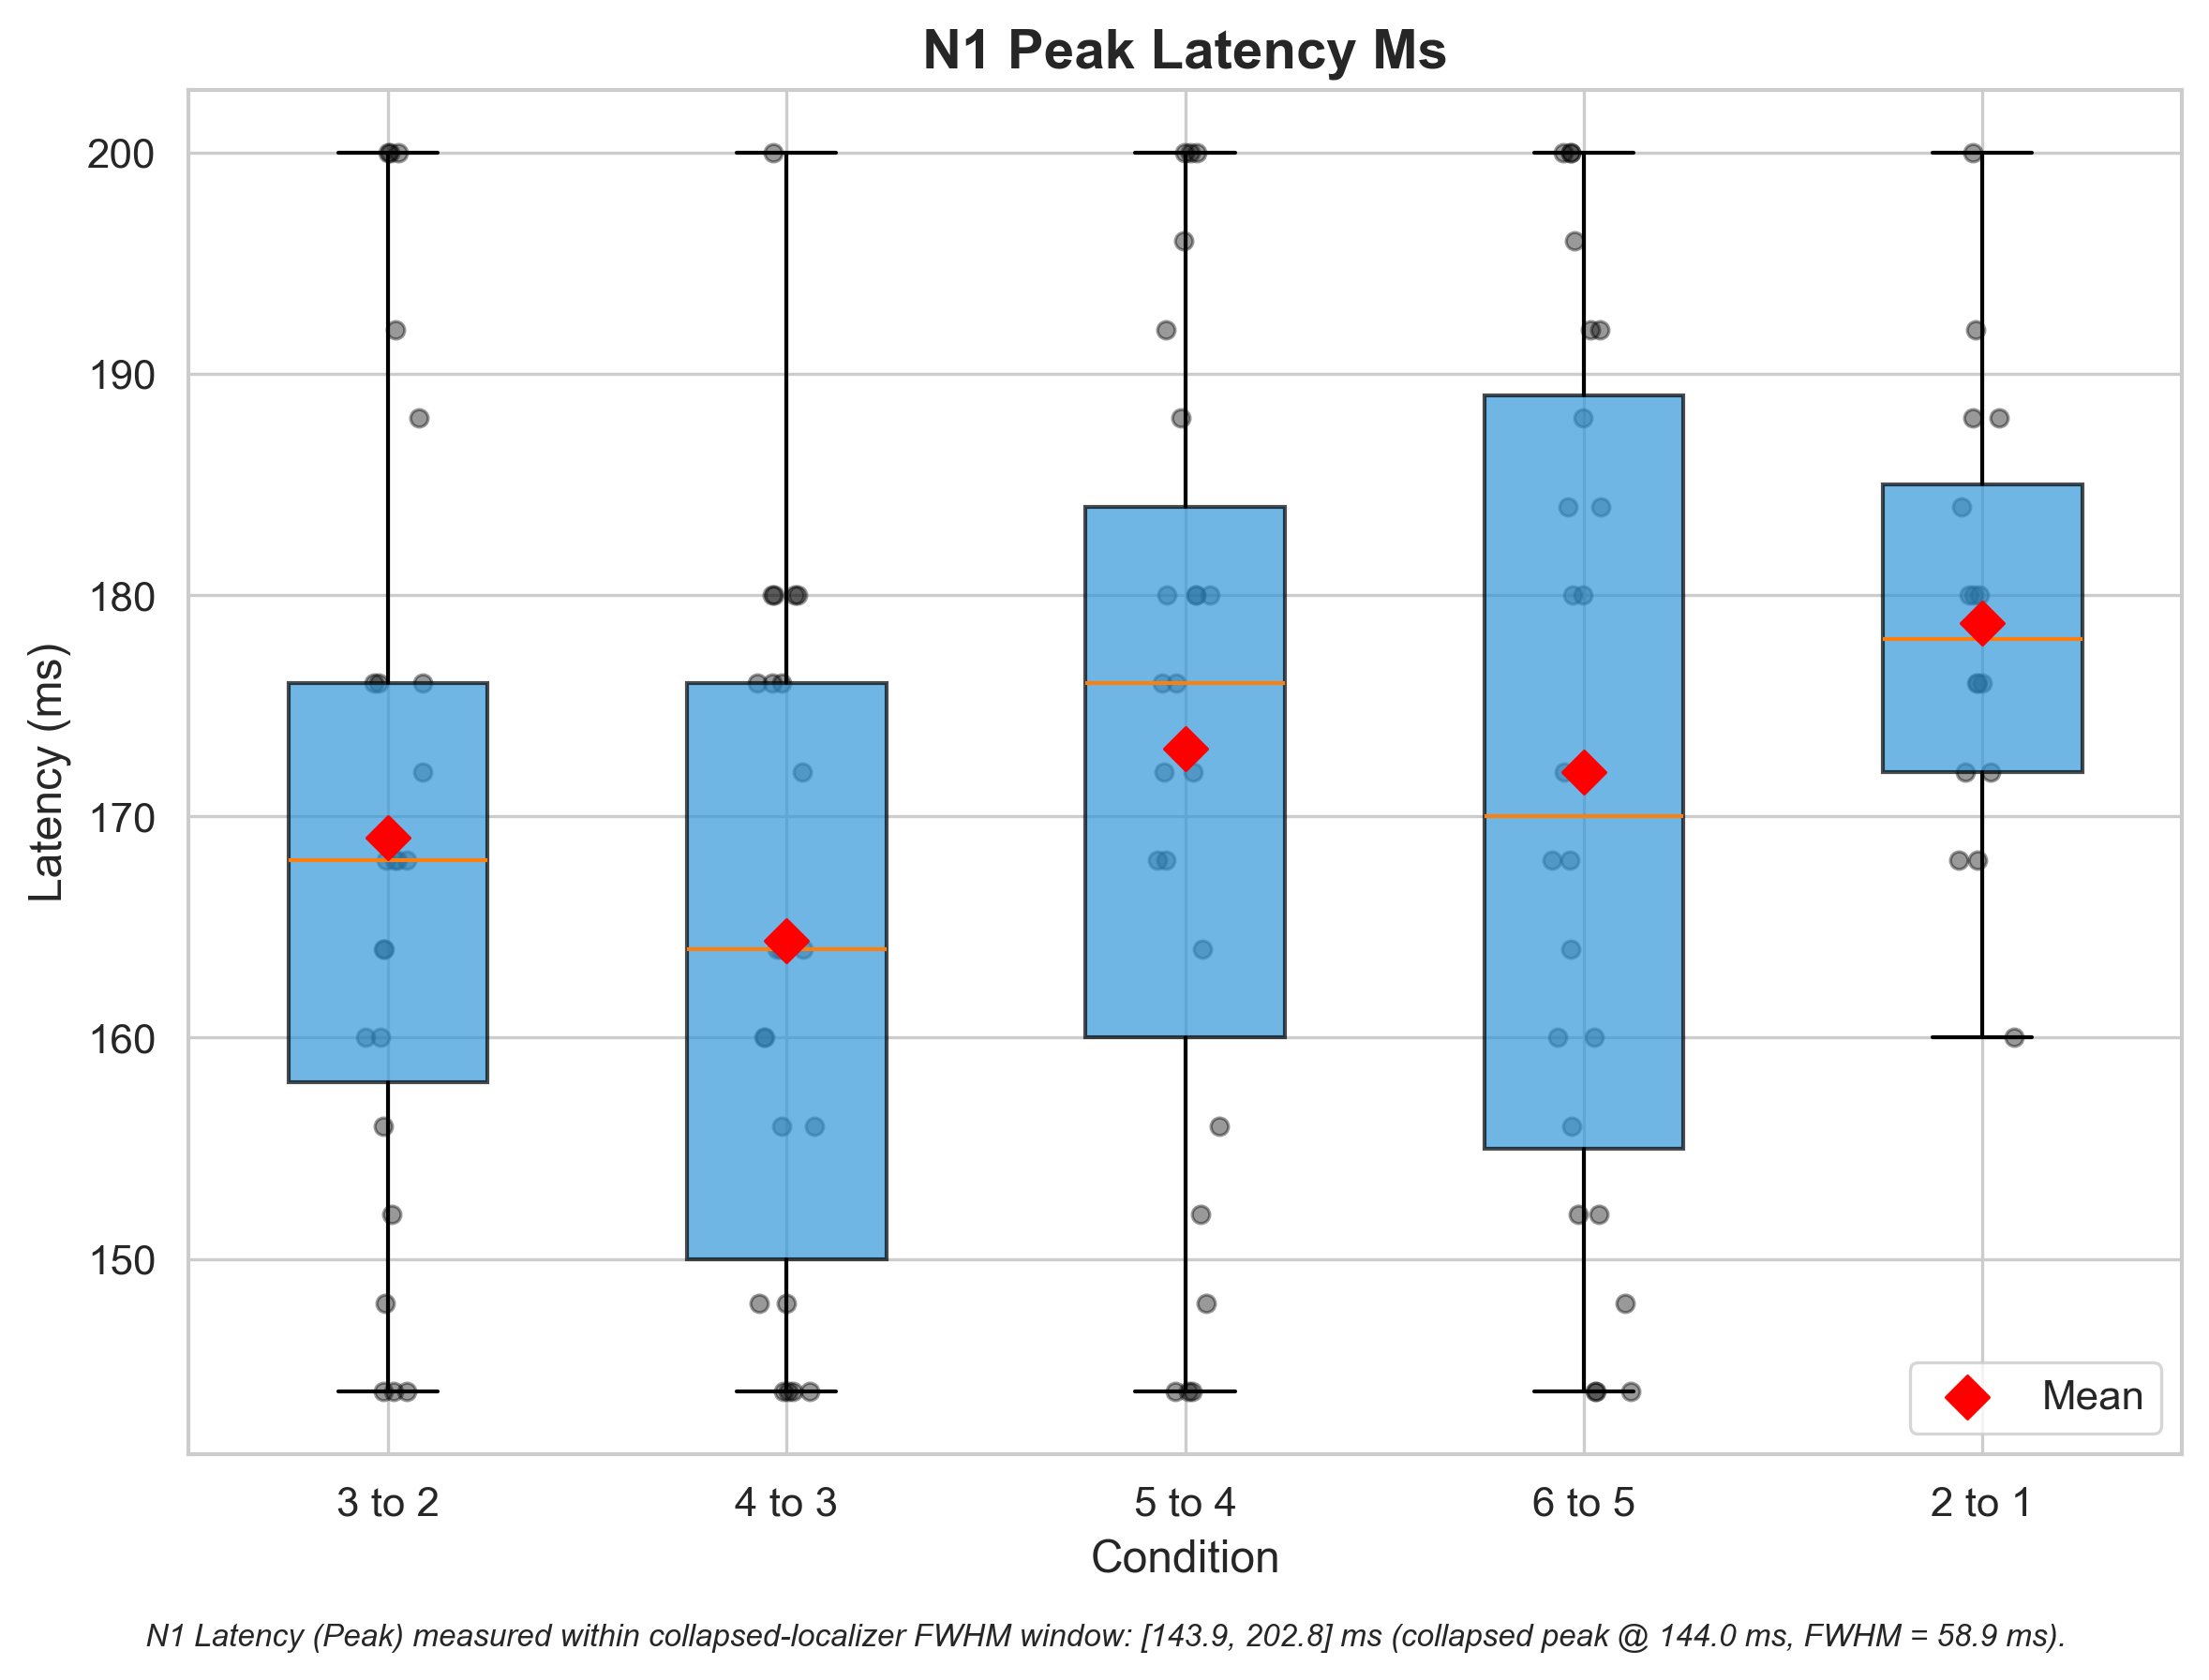 N1 Peak Latency Ms
200
190
180
170
160
150
Latency (ms)
3 to 2
4 to 3
5 to 4
6 to 5
2 to 1
Condition
Mean
N1 Latency (Peak) measured within collapsed-localizer FWHM window: [143.9, 202.8] ms (collapsed peak @ 144.0 ms, FWHM = 58.9 ms).